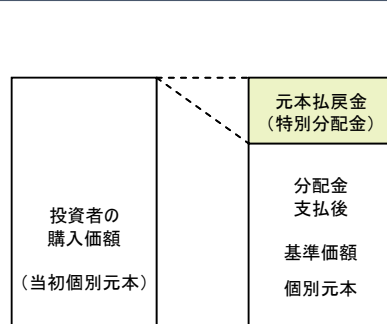 投資者の
購入価額
（当初個別元本）
元本払戻金
（特別分配金）
分配金
支払後
基準価額
個別元本